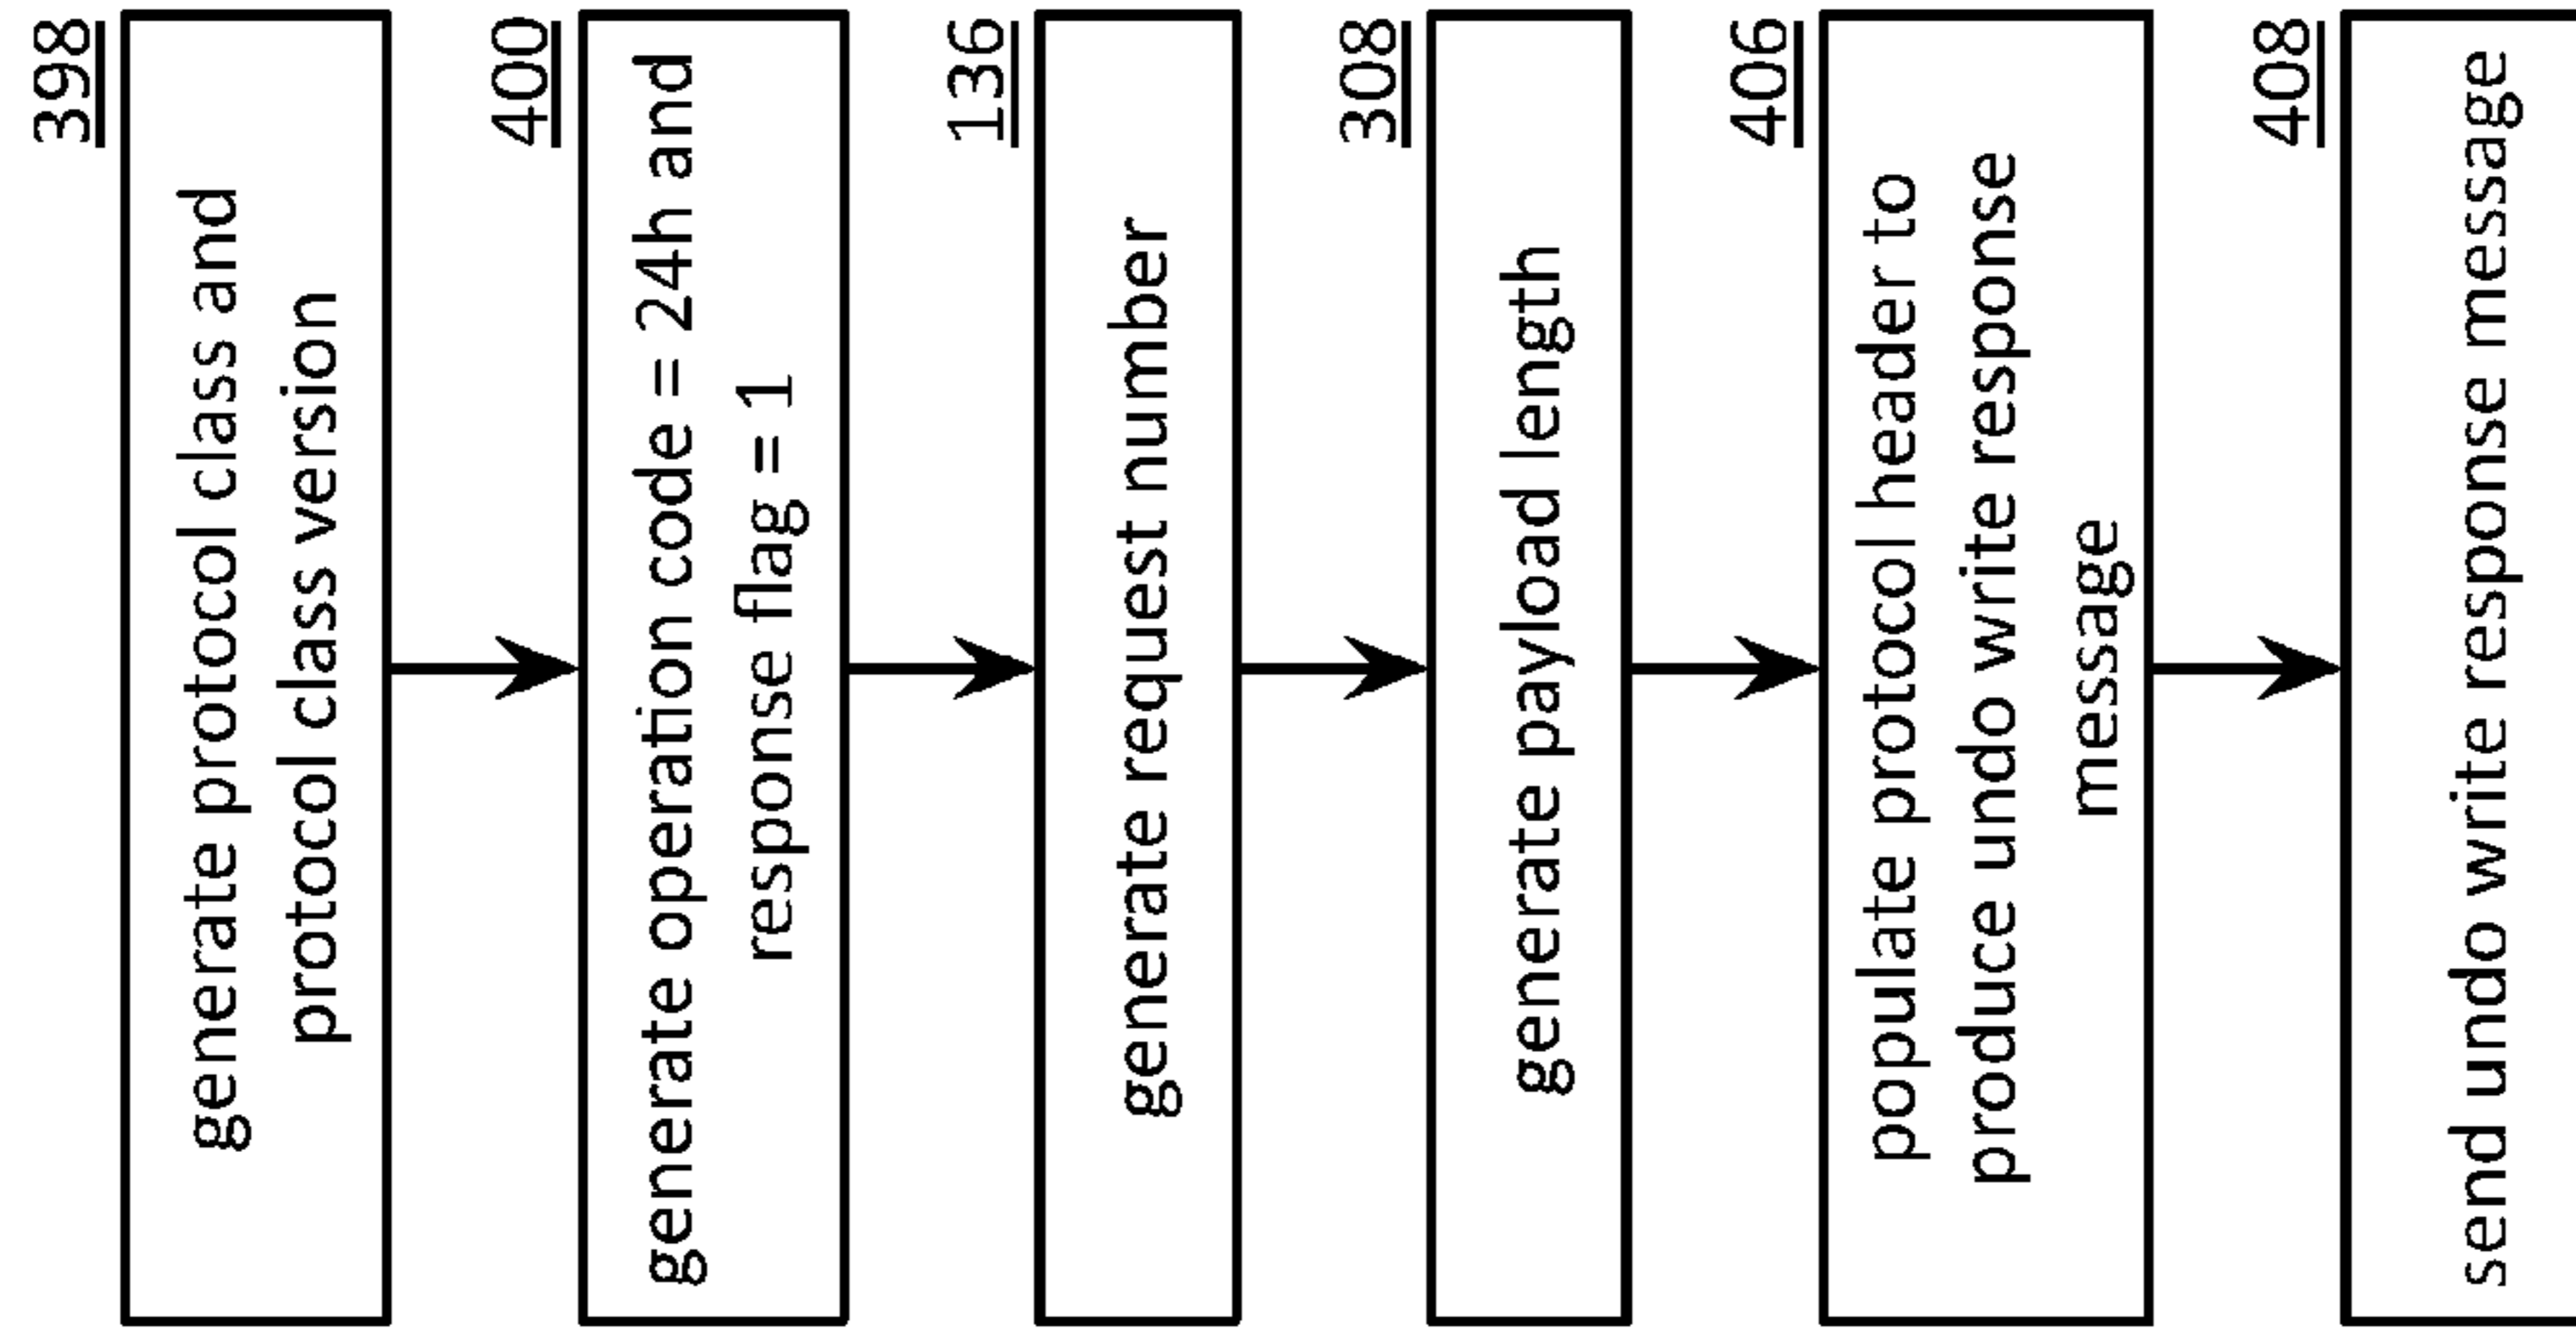 398
generate protocol class and
protocol class version
400
generate operation code = 24h and
response flag = 1
136
generate request number
308
generate payload length
406
populate protocol header to
produce undo write response
message
408
send undo write response message